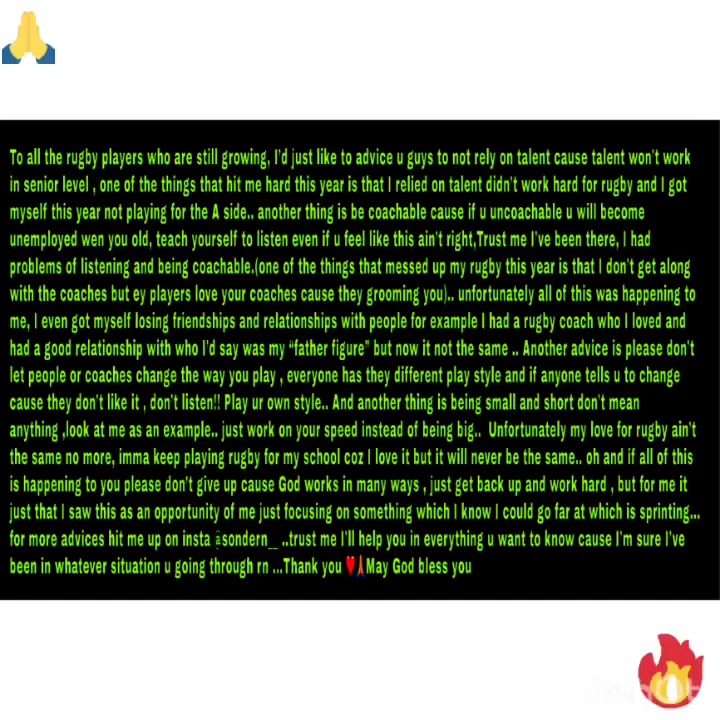 To all the rugby players who are still growing, I'd just like to advice u guys to not rely on talent cause talent won't work
in senior level , one of the things that hit me hard this year is that I relied on talent didn't work hard for rugby and I got
myself this year not playing for the A side.. another thing is be coachable cause if u uncoachable u will become
unemployed wen you old, teach yourself to listen even if u feel like this ain't right,Trust me I've been there, I had
problems of listening and being coachable.(one of the things that messed up my rugby this year is that I don't get along
with the coaches but ey players love your coaches cause they grooming you).. unfortunately all of this was happening to
me, I even got myself losing friendships and relationships with people for example I had a rugby coach who I loved and
had a good relationship with who I'd say was my “father figure” but now it not the same .. Another advice is please don't
let people or coaches change the way you play , everyone has they different play style and if anyone tells u to change
cause they don't like it , don't listen!! Play ur own style.. And another thing is being small and short don't mean
anything ,look at me as an example.. just work on your speed instead of being big.. Unfortunately my love for rugby ain't
the same no more, imma keep playing rugby for my school coz I love it but it will never be the same.. oh and if all of this
is happening to you please don't give up cause God works in many ways , just get back up and work hard , but for me it
just that I saw this as an opportunity of me just focusing on something which I know I could go far at which is sprinting...
for more advices hit me up on insta @sondern__ ..trust me I'll help you in everything u want to know cause I'm sure I've
been in whatever situation u going through rn ...Thank you ❤️🙏May God bless you